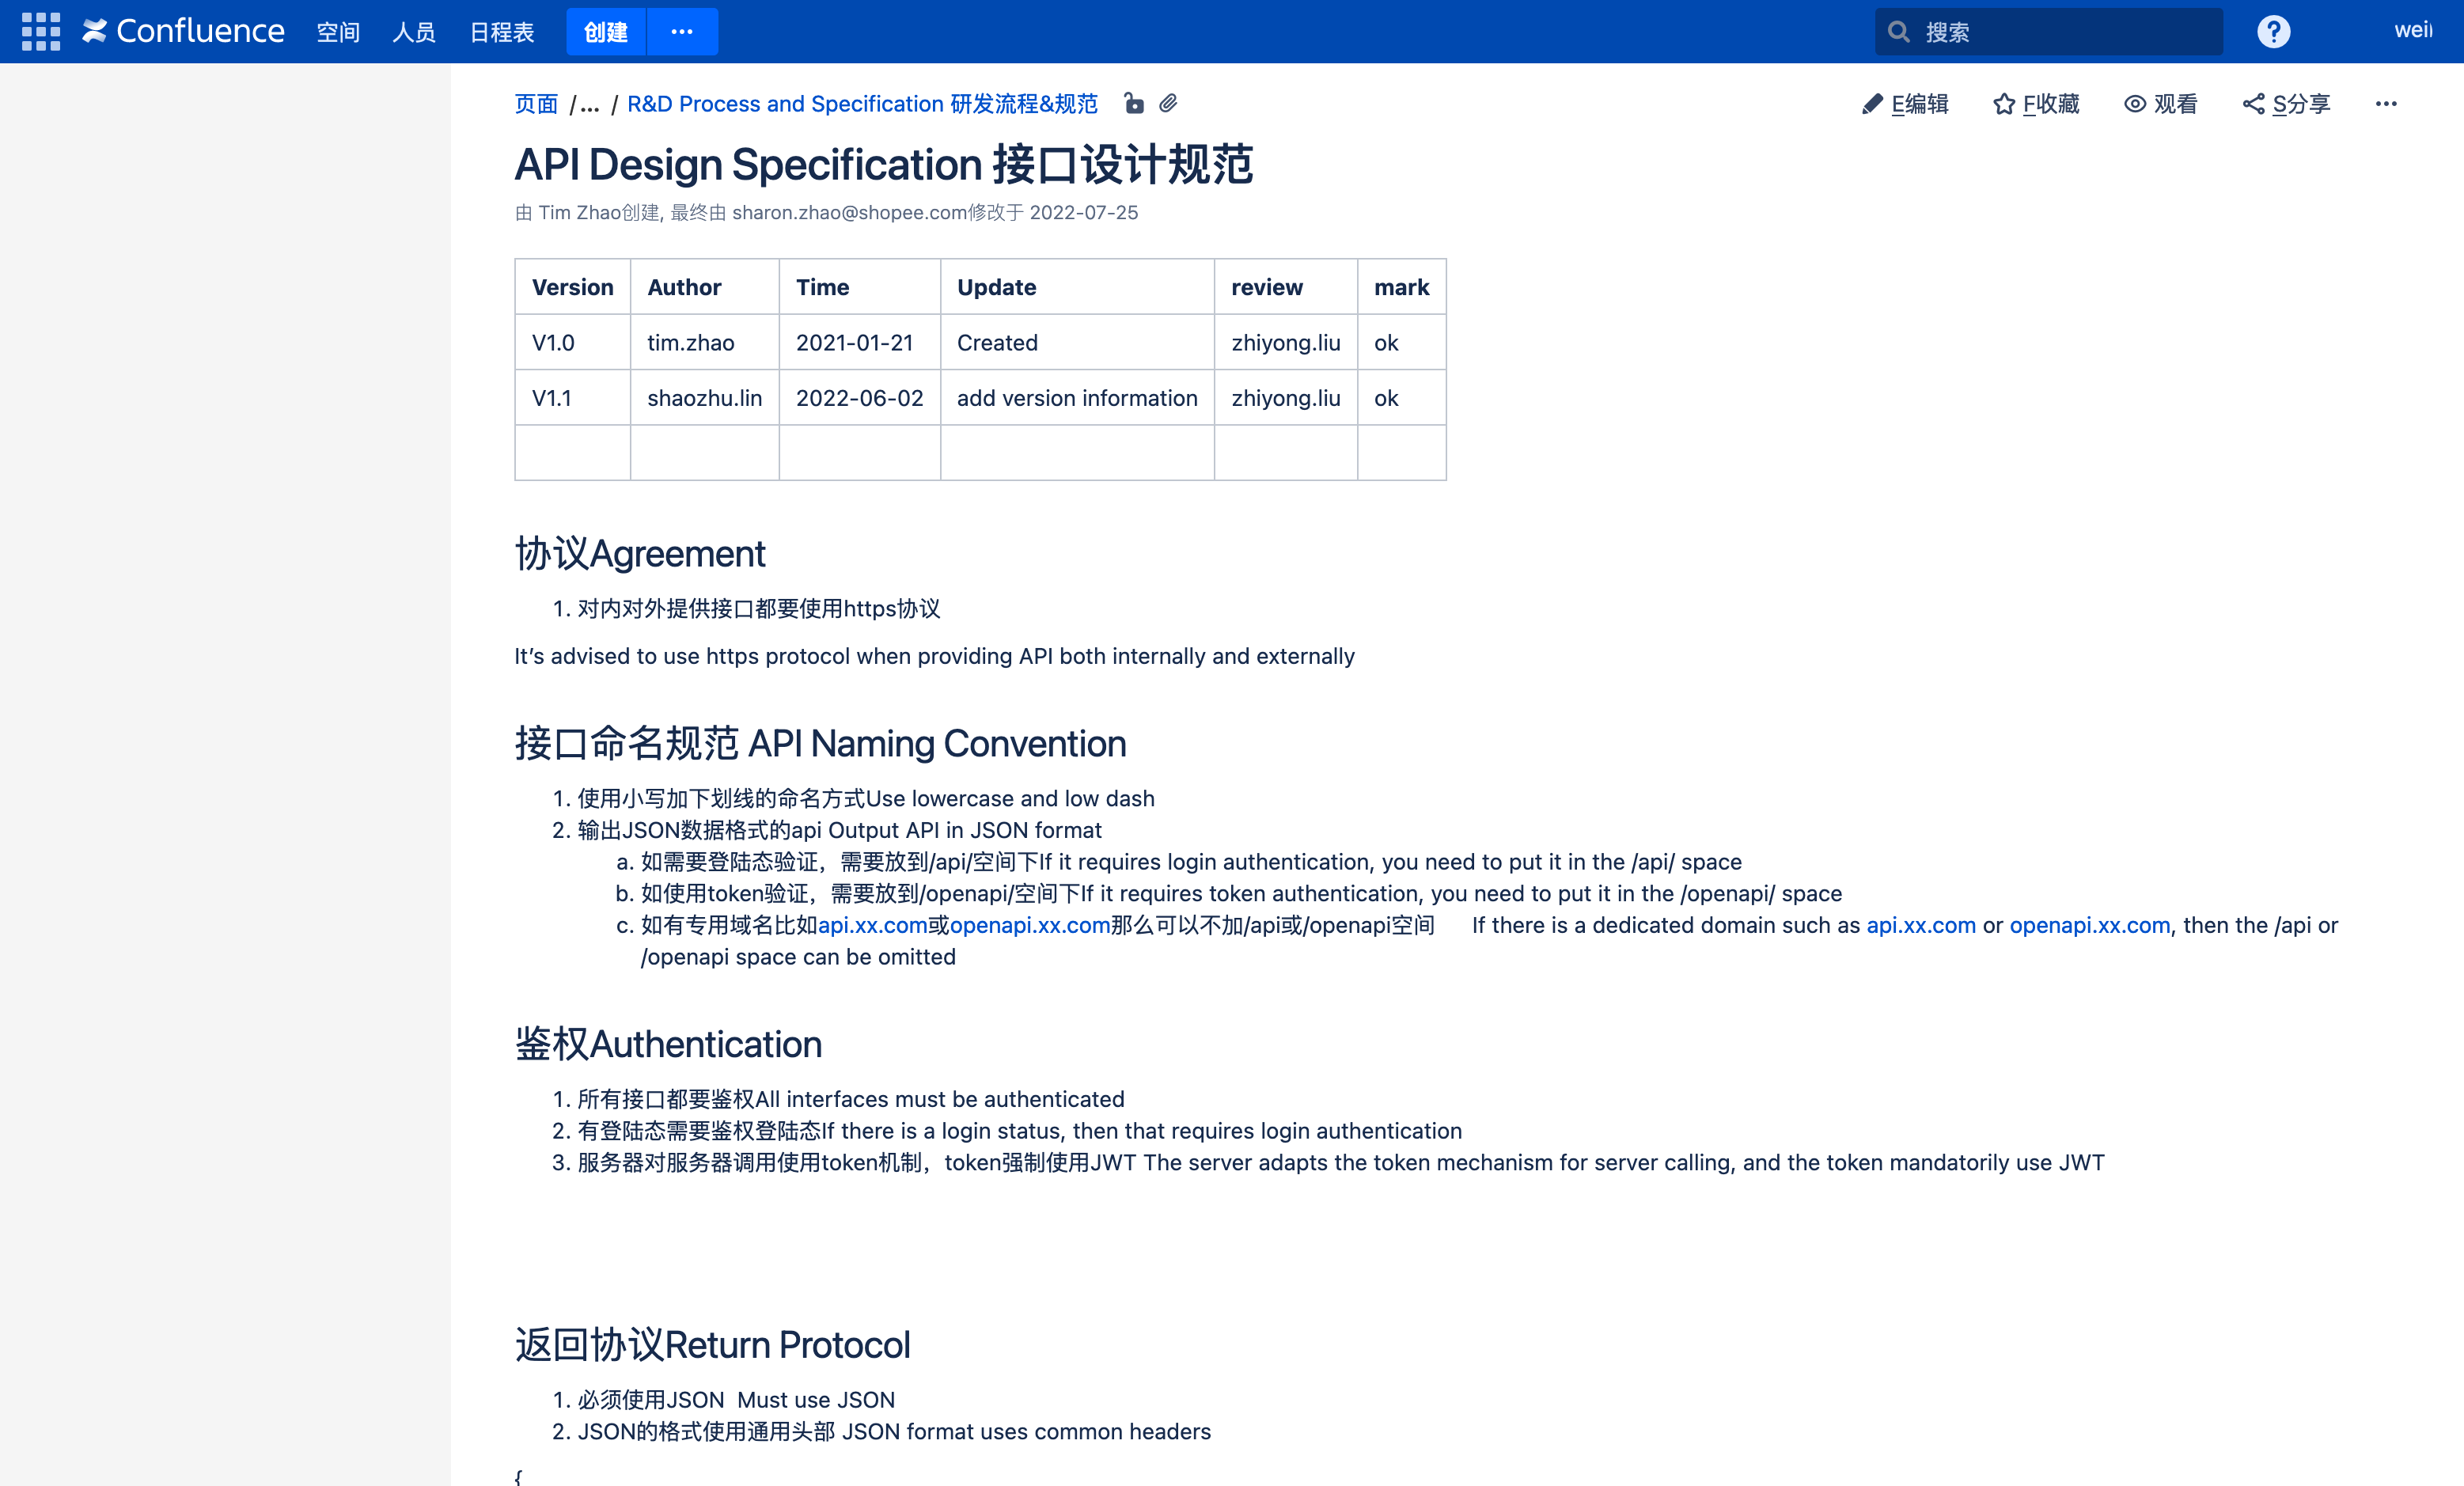 Confluence 空间 人员 日程表 创建 ••• 搜索 ?
页面 /... / R&D Process and Specification 研发流程&规范 E编辑 F收藏 观看 S分享 •••
API Design Specification 接口设计规范
由 Tim Zhao创建, 最终由 sharon.zhao@shopee.com修改于 2022-07-25
Version Author Time Update review mark
V1.0 tim.zhao 2021-01-21 Created zhiyong.liu ok
V1.1 shaozhu.lin 2022-06-02 add version information zhiyong.liu ok
协议Agreement
1. 对内对外提供接口都要使用https协议
It’s advised to use https protocol when providing API both internally and externally
接口命名规范 API Naming Convention
1. 使用小写加下划线的命名方式Use lowercase and low dash
2. 输出JSON数据格式的api Output API in JSON format
a. 如需要登陆态验证，需要放到/api/空间下If it requires login authentication, you need to put it in the /api/ space
b. 如使用token验证，需要放到/openapi/空间下If it requires token authentication, you need to put it in the /openapi/ space
c. 如有专用域名比如api.xx.com或openapi.xx.com那么可以不加/api或/openapi空间 If there is a dedicated domain such as api.xx.com or openapi.xx.com, then the /api or
/openapi space can be omitted
鉴权Authentication
1. 所有接口都要鉴权All interfaces must be authenticated
2. 有登陆态需要鉴权登陆态If there is a login status, then that requires login authentication
3. 服务器对服务器调用使用token机制，token强制使用JWT The server adapts the token mechanism for server calling, and the token mandatorily use JWT
返回协议Return Protocol
1. 必须使用JSON Must use JSON
2. JSON的格式使用通用头部 JSON format uses common headers
{